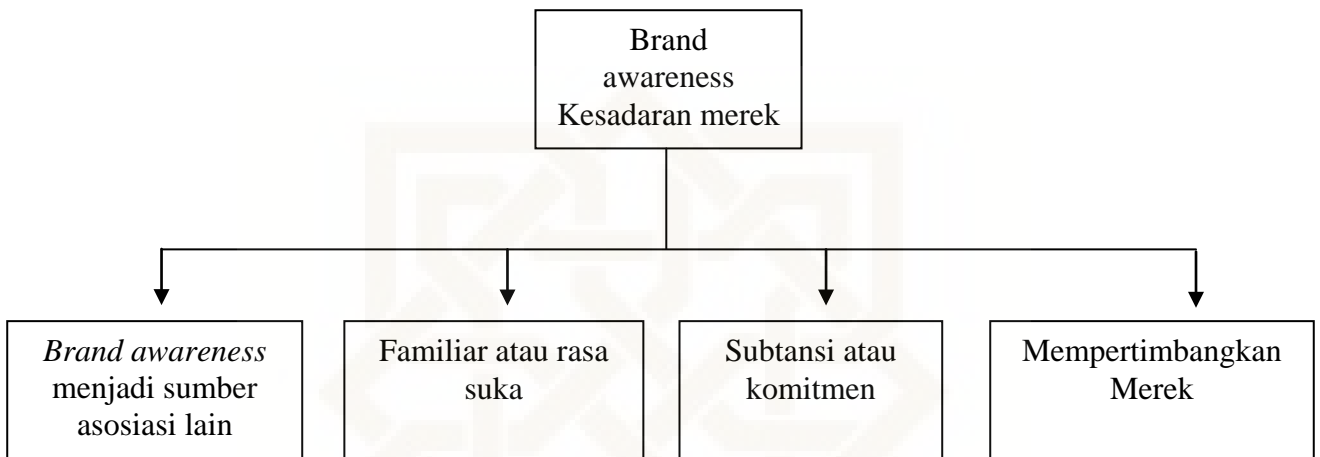 Brand
awareness
Kesadaran merek
Brand awareness
menjadi sumber
asosiasi lain
Familiar atau rasa
suka
Subtansi atau
komitmen
Mempertimbangkan
Merek